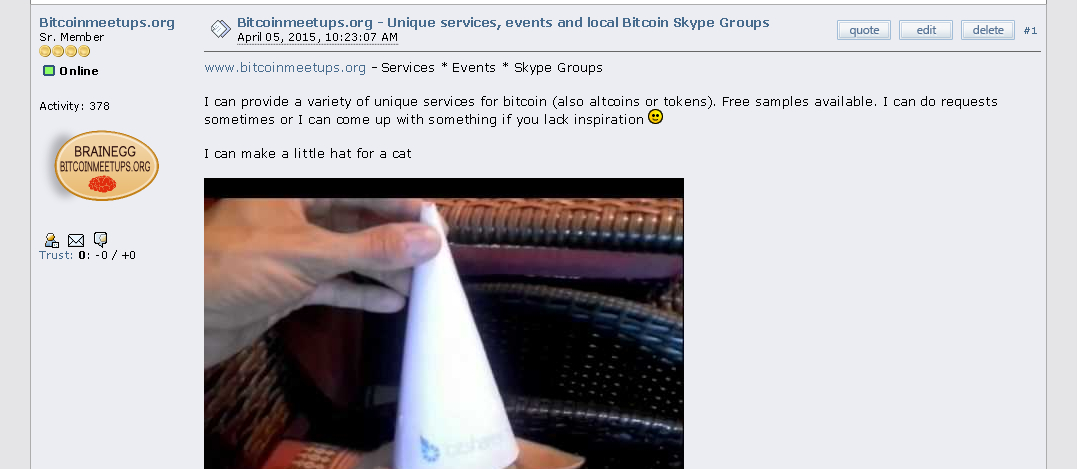 Bitcoinmeetups.org
Sr. Member
Online
Activity: 378
BRAINEGG
BITCOINMEETUPS.ORG
Trust: 0: -0 / +0
Bitcoinmeetups.org - Unique services, events and local Bitcoin Skype Groups
April 05, 2015, 10:23:07 AM
quote edit delete #1
www.bitcoinmeetups.org - Services * Events * Skype Groups
I can provide a variety of unique services for bitcoin (also altcoins or tokens). Free samples available. I can do requests
sometimes or I can come up with something if you lack inspiration
I can make a little hat for a cat